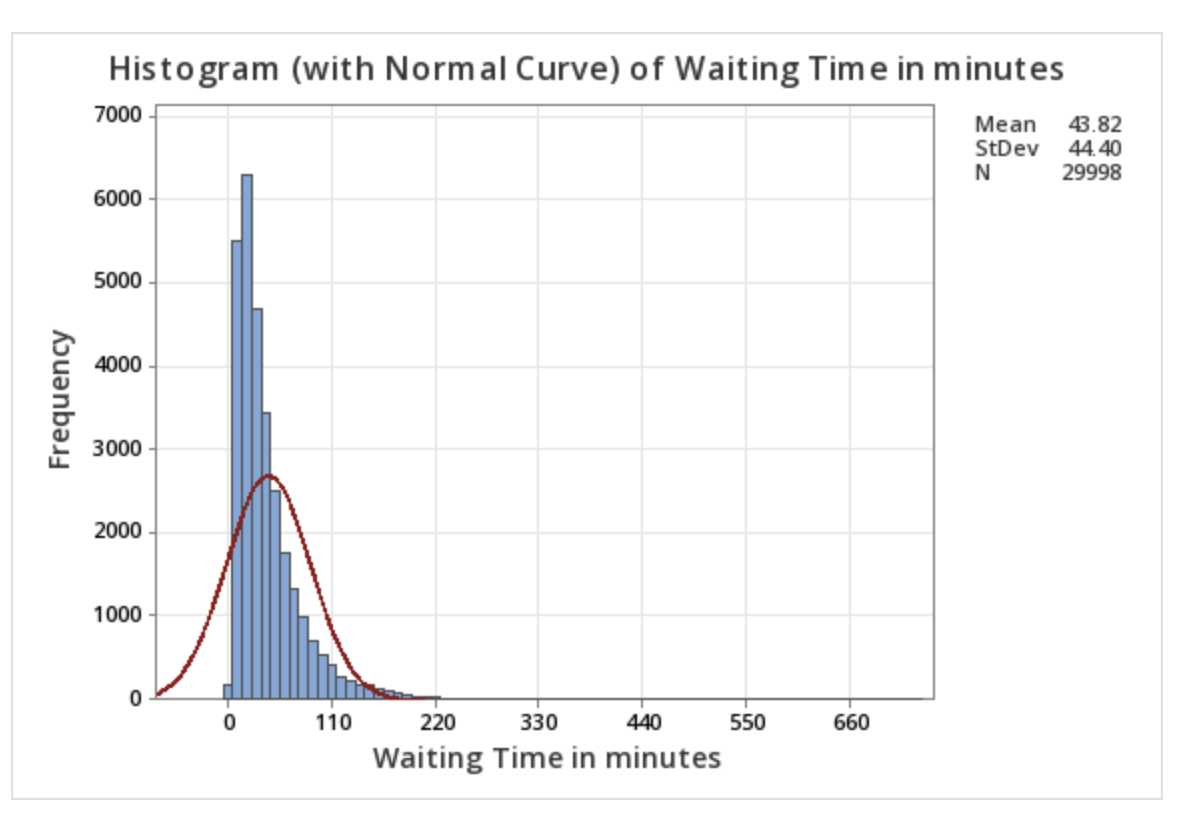 Histogram (with Normal Curve) of Waiting Time in minutes
7000
6000
5000
4000
3000
2000
1000
0
Frequency
0 110 220 330 440 550 660
Waiting Time in minutes
Mean 43.82
StDev 44.40
N 29998